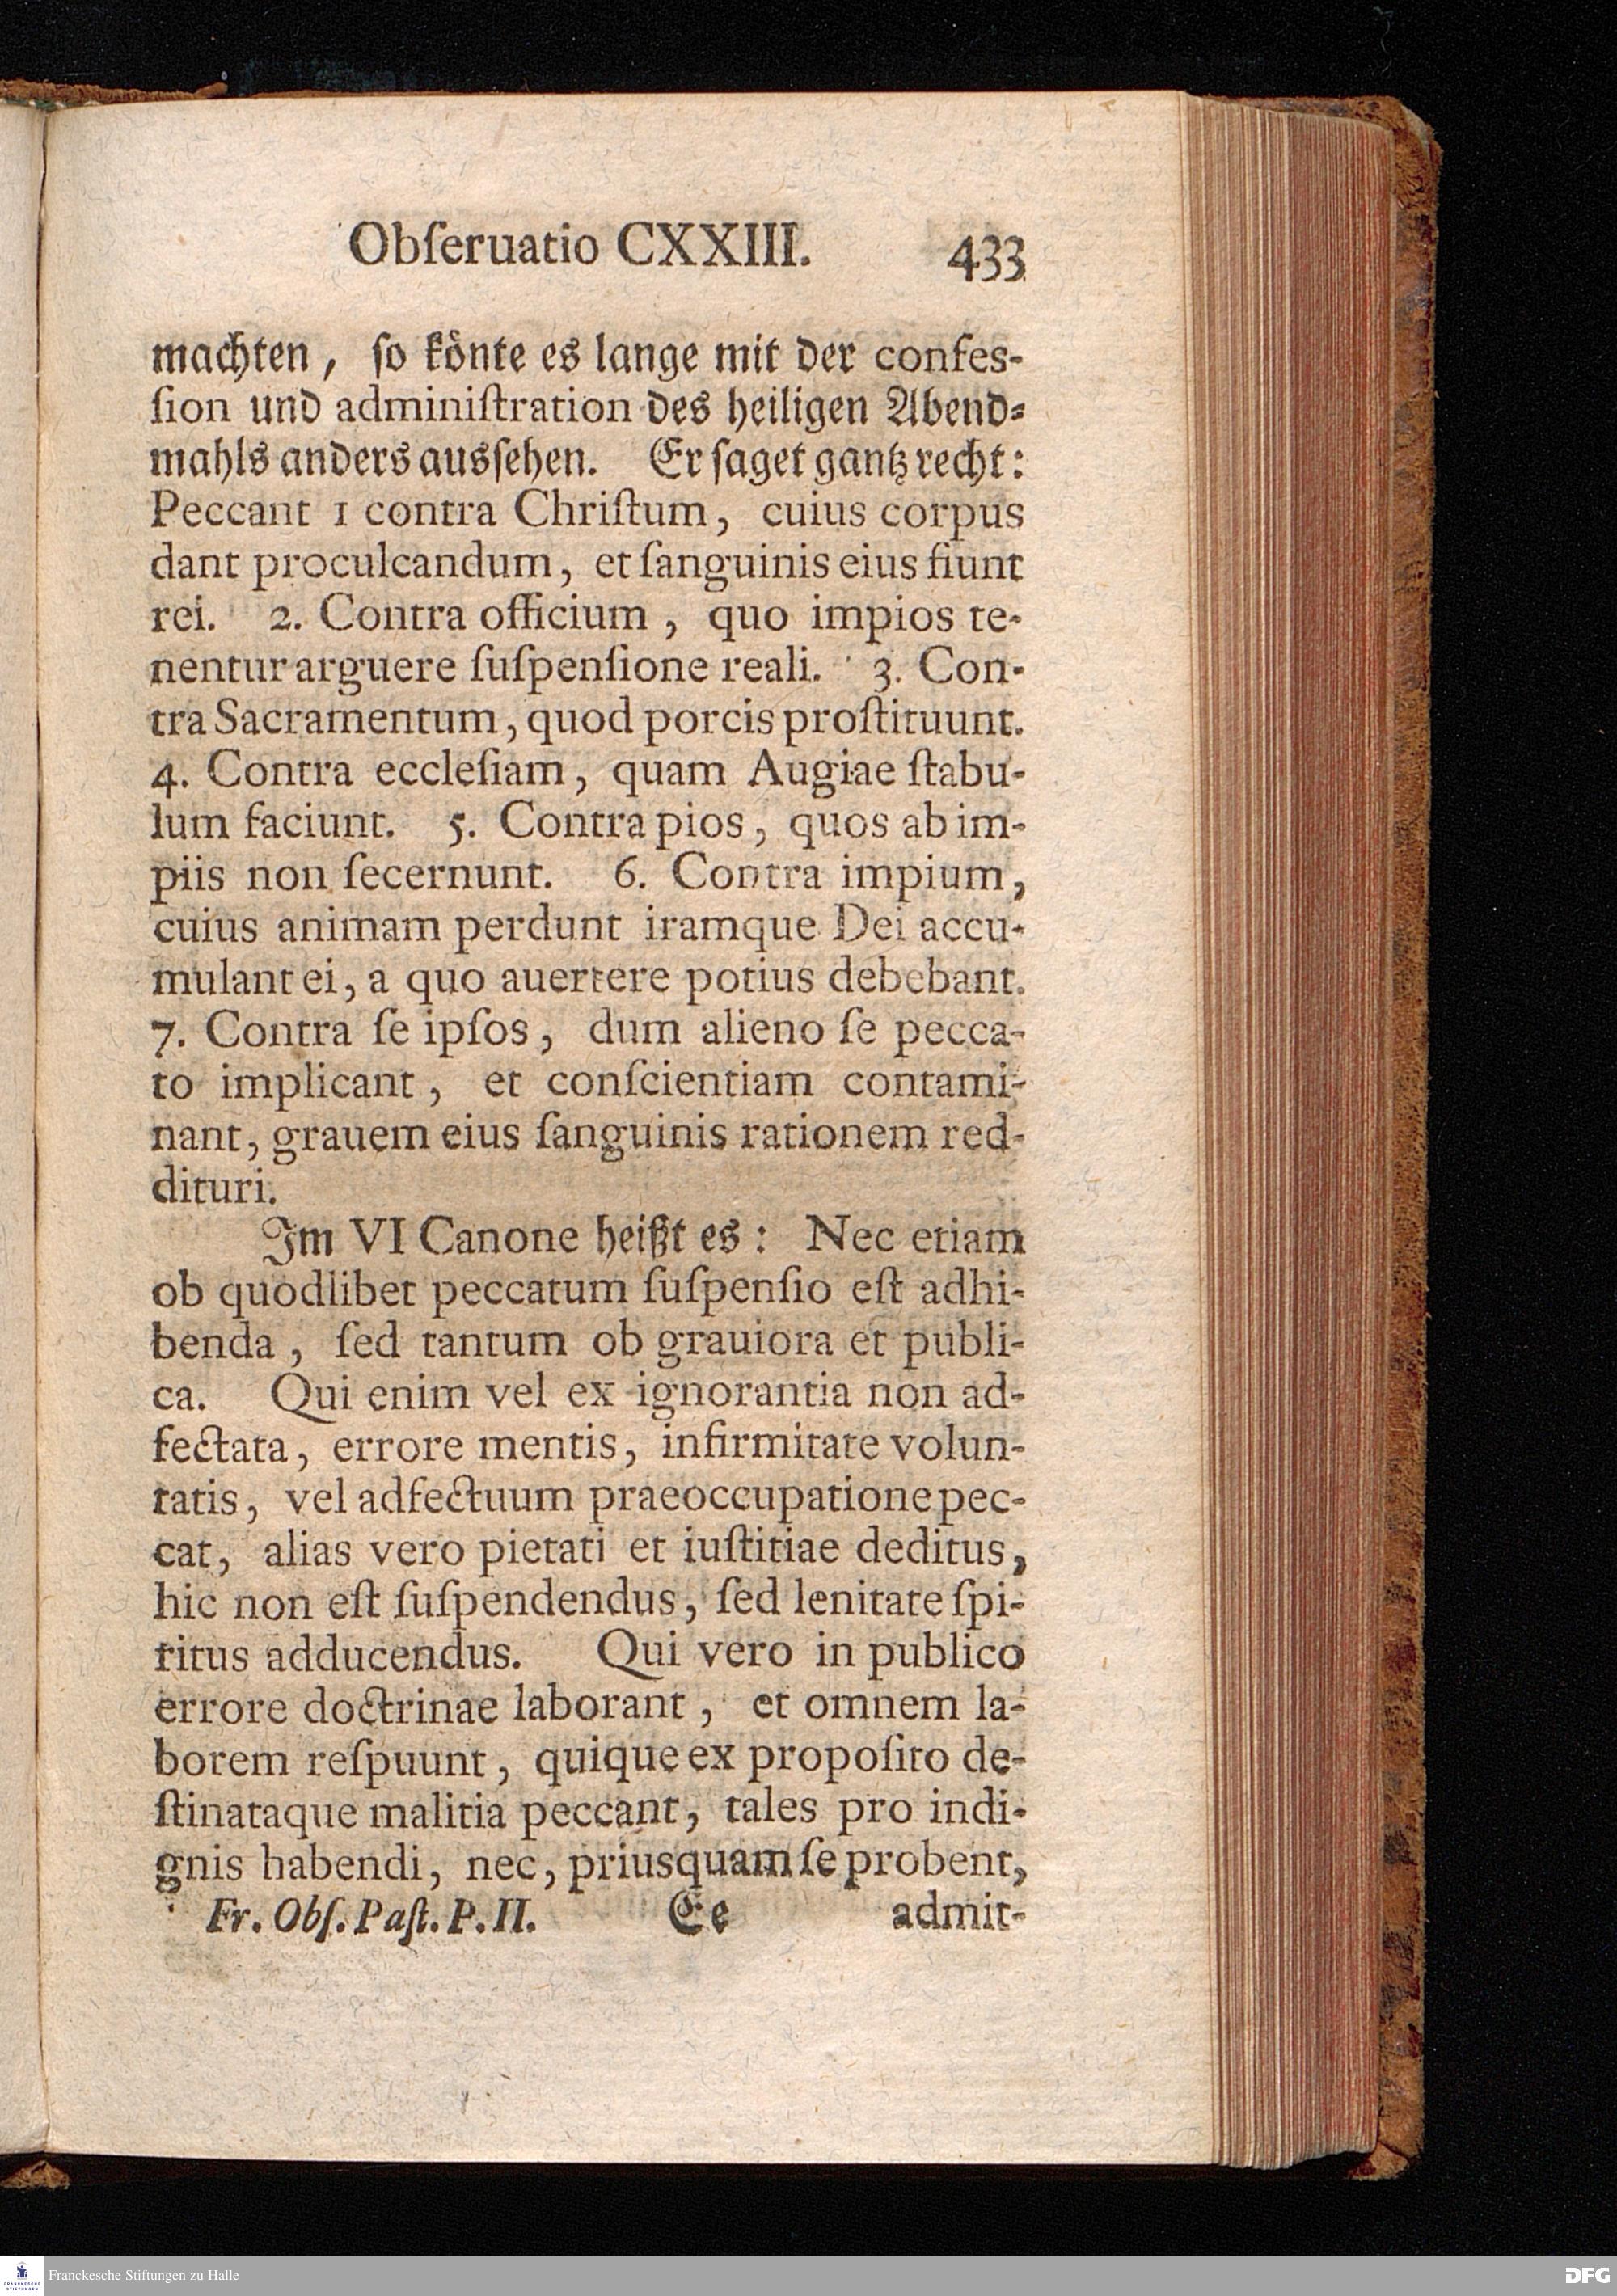 Obſeruatio CXXIII. 433
machten, ſo könte es lange mit der confes-
ſion und adminiſtration des heiligen Abend-
mahls anders ausſehen. Er ſaget gantz recht:
Peccant 1 contra Chriſtum, cuius corpus
dant proculcandum, et ſanguinis eius fiunt
rei. 2. Contra officium, quo impios te-
nentur arguere ſuſpenſione reali. 3. Con-
tra Sacramentum, quod porcis proſtituunt.
4. Contra eccleſiam, quam Augiae ſtabu-
lum faciunt. 5. Contra pios, quos ab im-
piis non ſecernunt. 6. Contra impium,
cuius animam perdunt iramque Dei accu-
mulant ei, a quo auertere potius debebant.
7. Contra ſe ipſos, dum alieno ſe pecca-
to implicant, et conſcientiam contami-
nant, grauem eius ſanguinis rationem red-
dituri.
Im VI Canone heißt es: Nec etiam
ob quodlibet peccatum ſuſpenſio eſt adhi-
benda, ſed tantum ob grauiora et publi-
ca. Qui enim vel ex ignorantia non ad-
fectata, errore mentis, infirmitate volun-
tatis, vel adfectuum praeoccupatione pec-
cat, alias vero pietati et iuſtitiae deditus,
hic non eſt ſuſpendendus, ſed lenitate ſpi-
ritus adducendus. Qui vero in publico
errore doctrinae laborant, et omnem la-
borem reſpuunt, quique ex propoſito de-
ſtinataque malitia peccant, tales pro indi-
gnis habendi, nec, priusquam ſe probent,
Fr. Obſ. Paſt. P. II. Ee admit-
FRANCKESCHE
STIFTUNGEN
Franckesche Stiftungen zu Halle
DFG